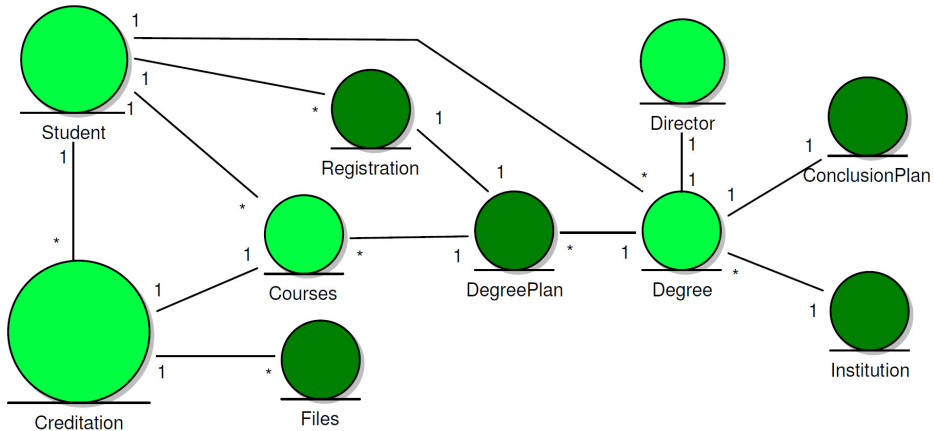 1
1
1
Student
1
*
Registration
1
*
1
Director
1
1
*
1
ConclusionPlan
1
*
Creditation
1
1
Courses
*
1
DegreePlan
*
1
Degree
1
*
1
Institution
1
*
Files